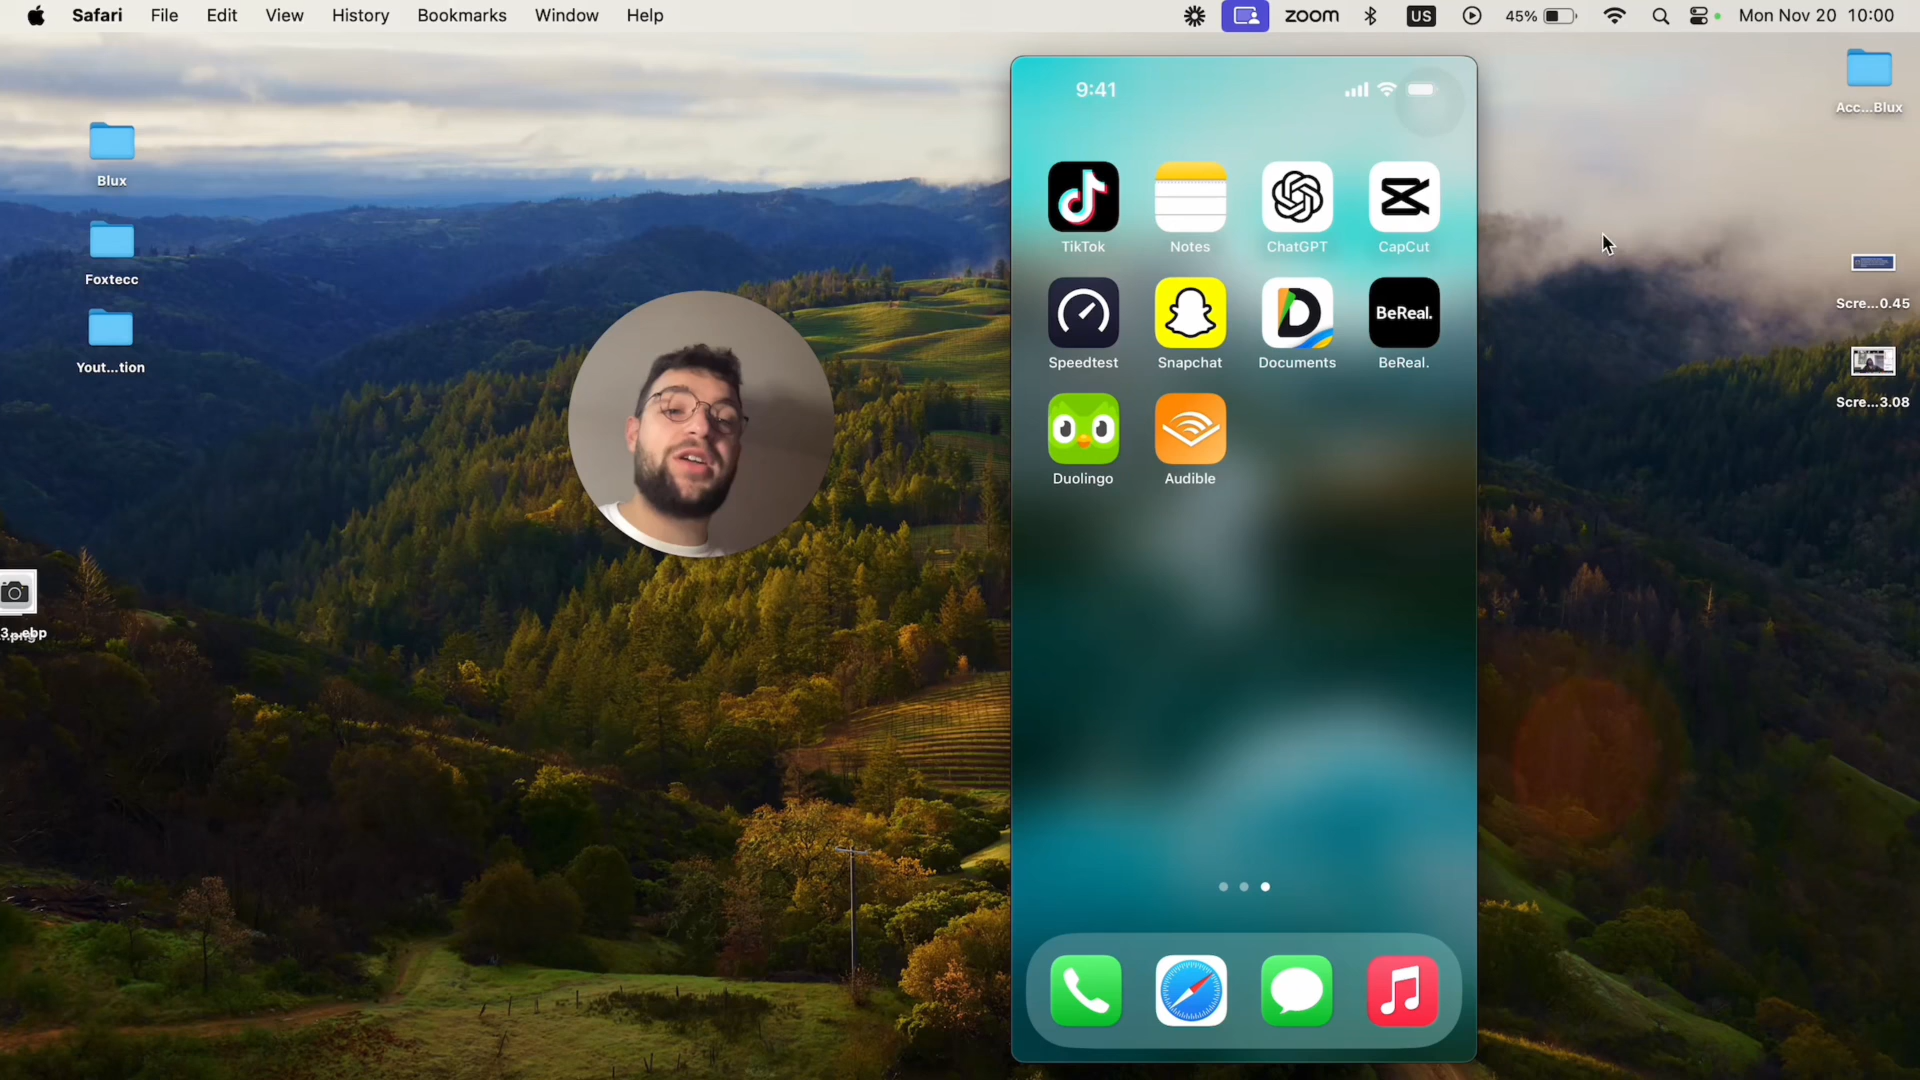 Safari File Edit View History Bookmarks Window Help zoom US 45% Mon Nov 20 10:00
Blux
Foxtecc
Yout...tion
3...ebp
9:41
TikTok Notes ChatGPT CapCut
BeReal.
Speedtest Snapchat Documents BeReal.
Duolingo Audible
Acc...Blux
Scre...0.45
Scre...3.08